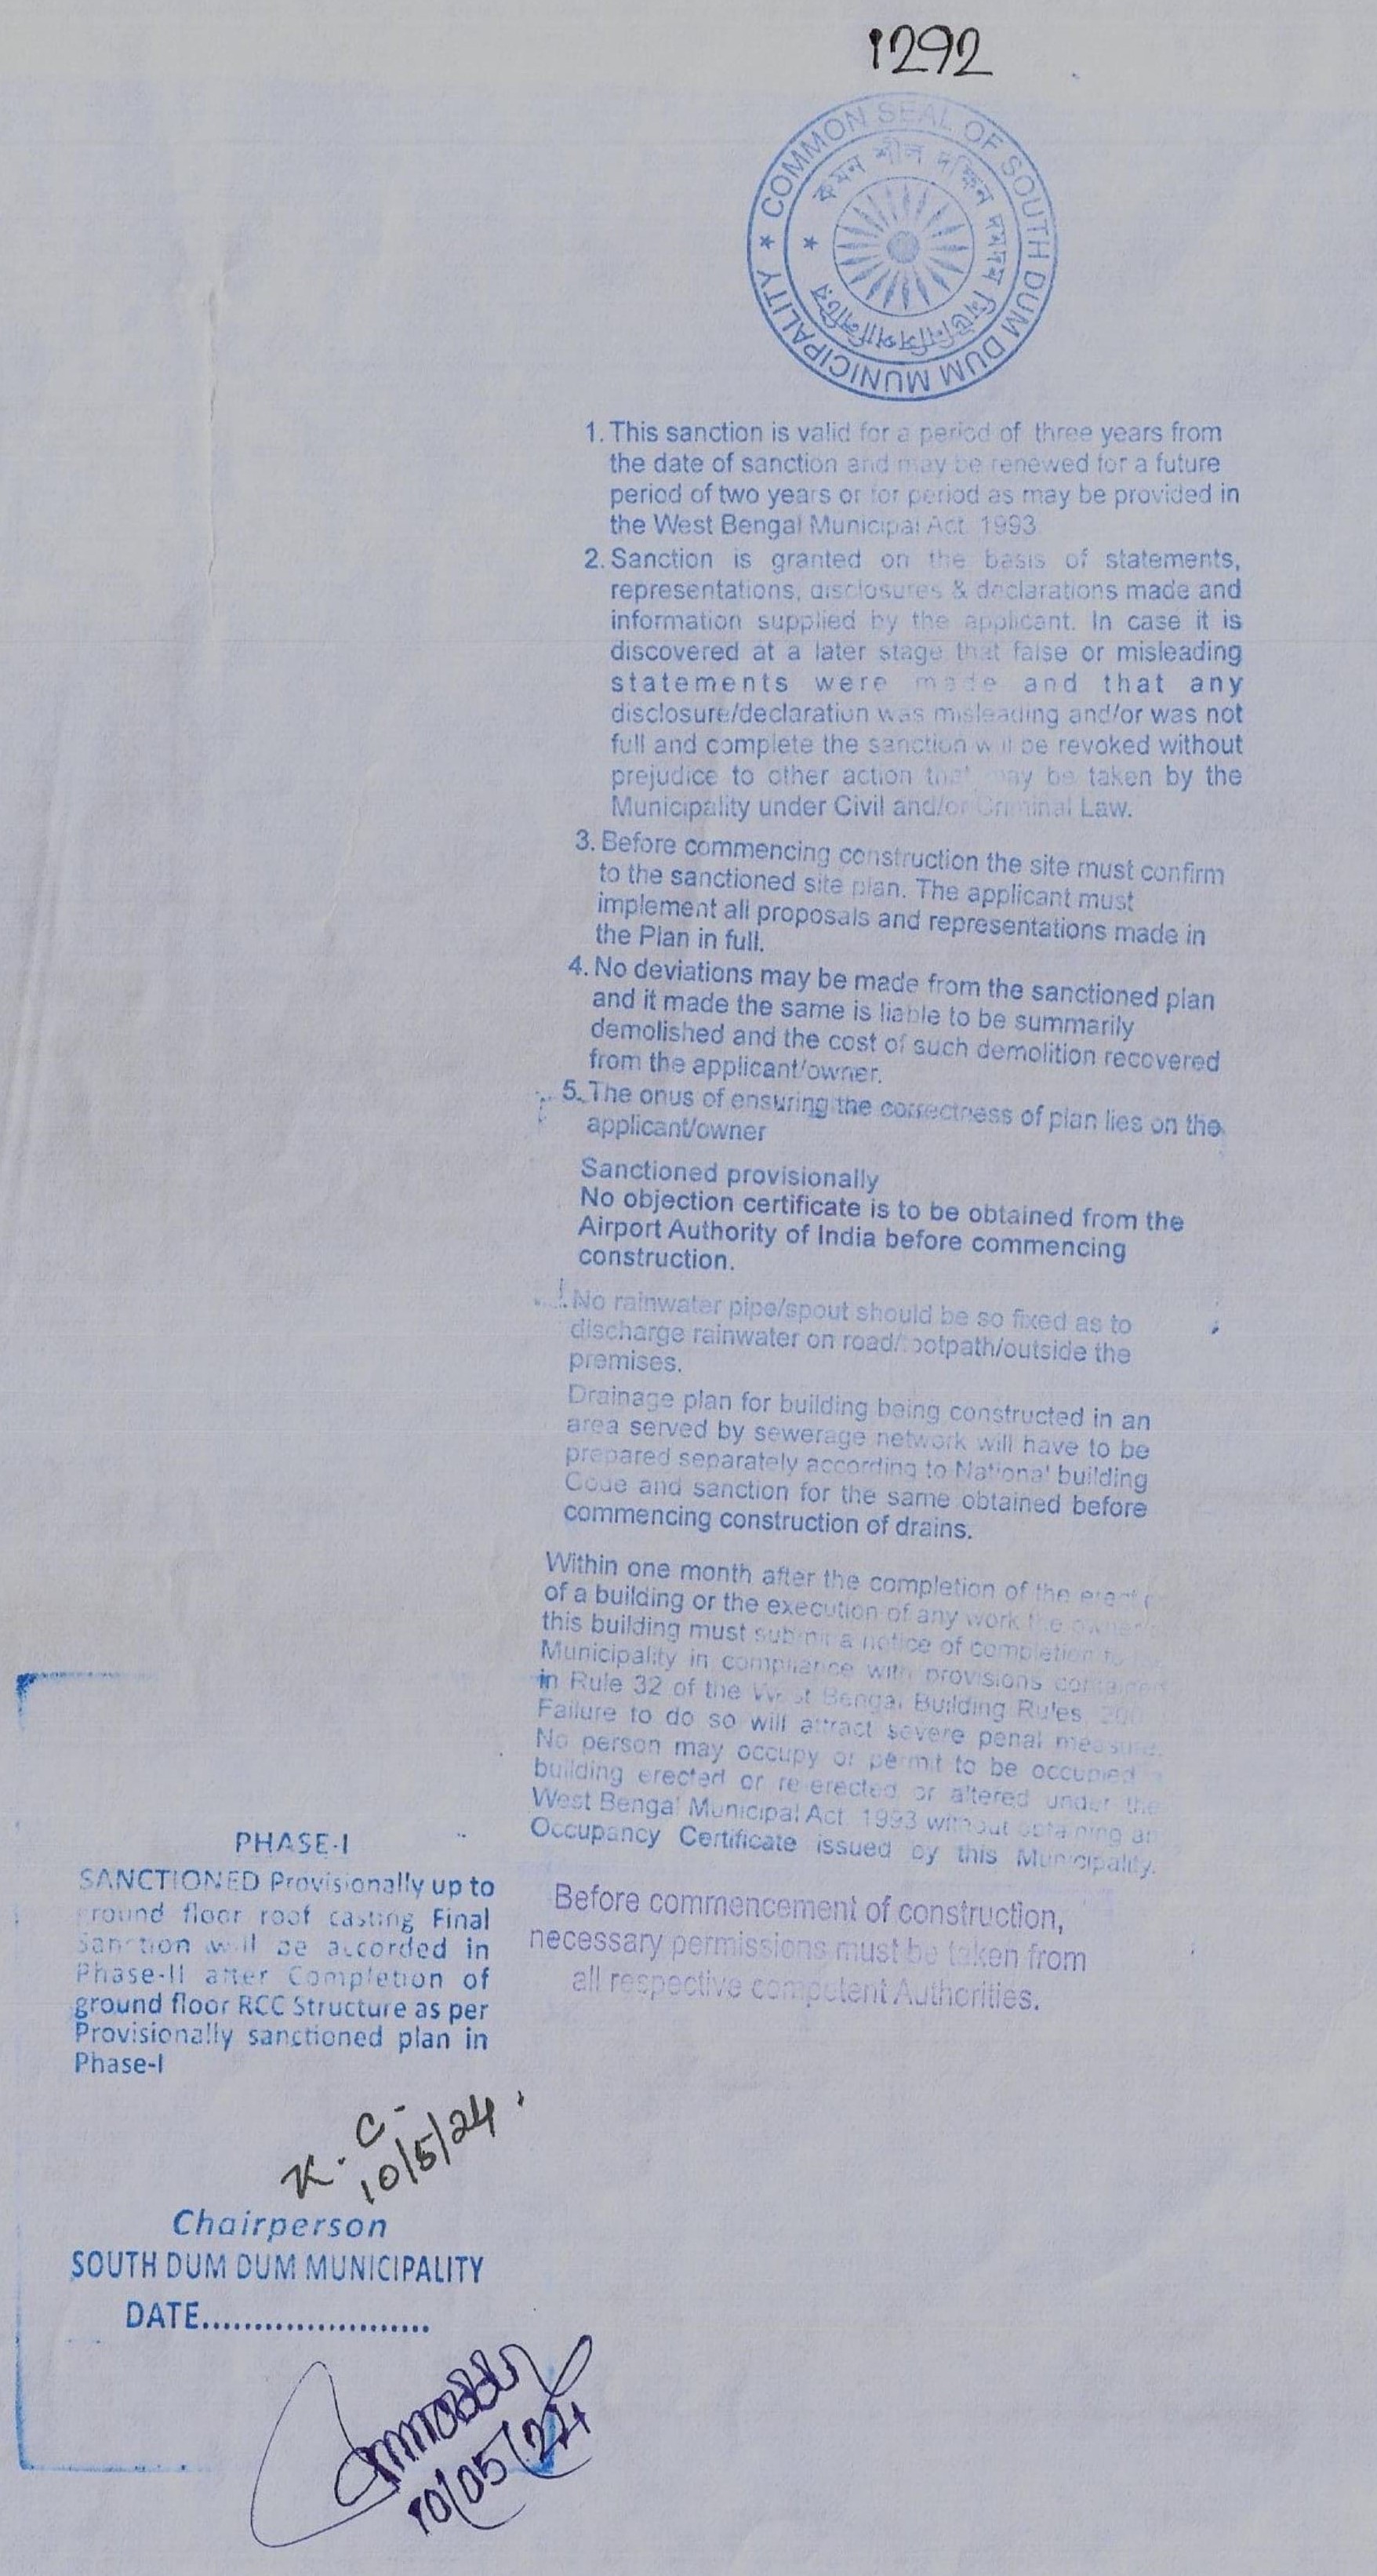 1292
COMMON SEAL OF SOUTH DUM DUM MUNICIPALITY
কমন শীল দক্ষিন দমদম মিউনিসিপ্যালিটির
1. This sanction is valid for a period of three years from
the date of sanction and may be renewed for a future
period of two years or for period as may be provided in
the West Bengal Municipal Act. 1993
2. Sanction is granted on the basis of statements,
representations, disclosures & declarations made and
information supplied by the applicant. In case it is
discovered at a later stage that false or misleading
statements were made and that any
disclosure/declaration was misleading and/or was not
full and complete the sanction will be revoked without
prejudice to other action that may be taken by the
Municipality under Civil and/or Criminal Law.
3. Before commencing construction the site must confirm
to the sanctioned site plan. The applicant must
implement all proposals and representations made in
the Plan in full.
4. No deviations may be made from the sanctioned plan
and it made the same is liable to be summarily
demolished and the cost of such demolition recovered
from the applicant/owner.
5. The onus of ensuring the correctness of plan lies on the
applicant/owner
Sanctioned provisionally
No objection certificate is to be obtained from the
Airport Authority of India before commencing
construction.
No rainwater pipe/spout should be so fixed as to
discharge rainwater on road/footpath/outside the
premises.
Drainage plan for building being constructed in an
area served by sewerage network will have to be
prepared separately according to National building
Code and sanction for the same obtained before
commencing construction of drains.
Within one month after the completion of the
of a building or the execution of any work the owner
this building must submit a notice of completion to
Municipality in compliance with provisions contained
in Rule 32 of the West Bengal Building Rules,
Failure to do so will attract severe penal measure.
No person may occupy or permit to be occupied
building erected or re-erected or altered under the
West Bengal Municipal Act 1993 without obtaining an
Occupancy Certificate issued by this Municipality.
Before commencement of construction,
necessary permissions must be taken from
all respective competent Authorities.
PHASE-I
SANCTIONED Provisionally up to
ground floor roof casting Final
Sanction will be accorded in
Phase-II after Completion of
ground floor RCC Structure as per
Provisionally sanctioned plan in
Phase-I
K. C.
10/5/24.
Chairperson
SOUTH DUM DUM MUNICIPALITY
DATE......................
10/05/24